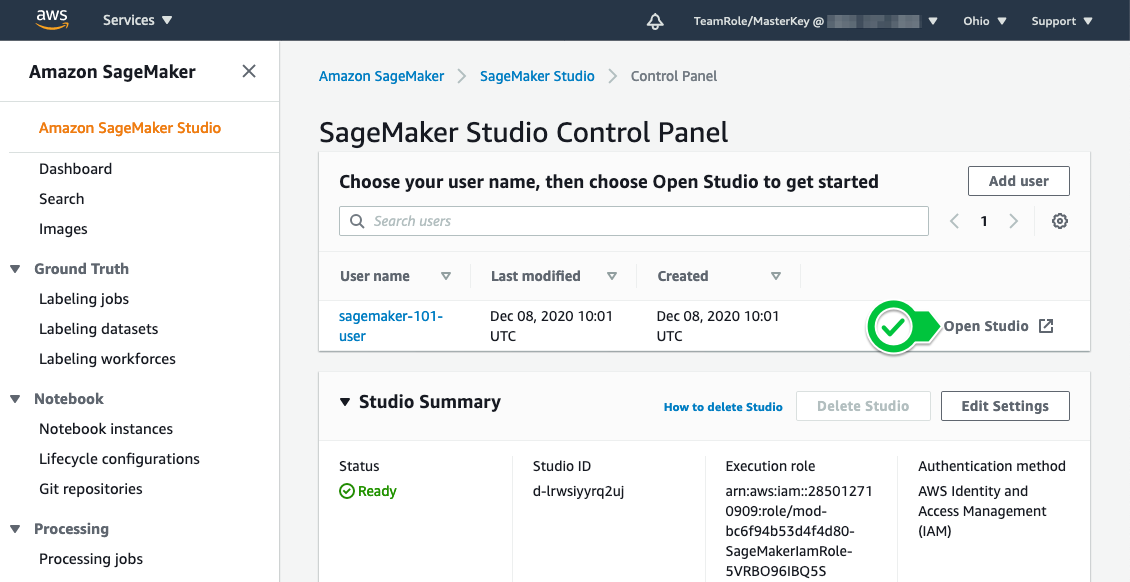 aws
Services
TeamRole/MasterKey @
Ohio
Support
Amazon SageMaker
Amazon SageMaker Studio
Dashboard
Search
Images
Ground Truth
Labeling jobs
Labeling datasets
Labeling workforces
Notebook
Notebook instances
Lifecycle configurations
Git repositories
Processing
Processing jobs
Amazon SageMaker > SageMaker Studio > Control Panel
SageMaker Studio Control Panel
Choose your user name, then choose Open Studio to get started
Add user
Search users
1
User name
Last modified
Created
sagemaker-101-
user
Dec 08, 2020 10:01
UTC
Dec 08, 2020 10:01
UTC
Open Studio
Studio Summary
How to delete Studio
Delete Studio
Edit Settings
Status
Ready
Studio ID
d-lrwsiyyrq2uj
Execution role
arn:aws:iam::28501271
0909:role/mod-
bc6f94b53d4f4d80-
SageMakerIamRole-
5VRBO96IBQ5S
Authentication method
AWS Identity and
Access Management
(IAM)